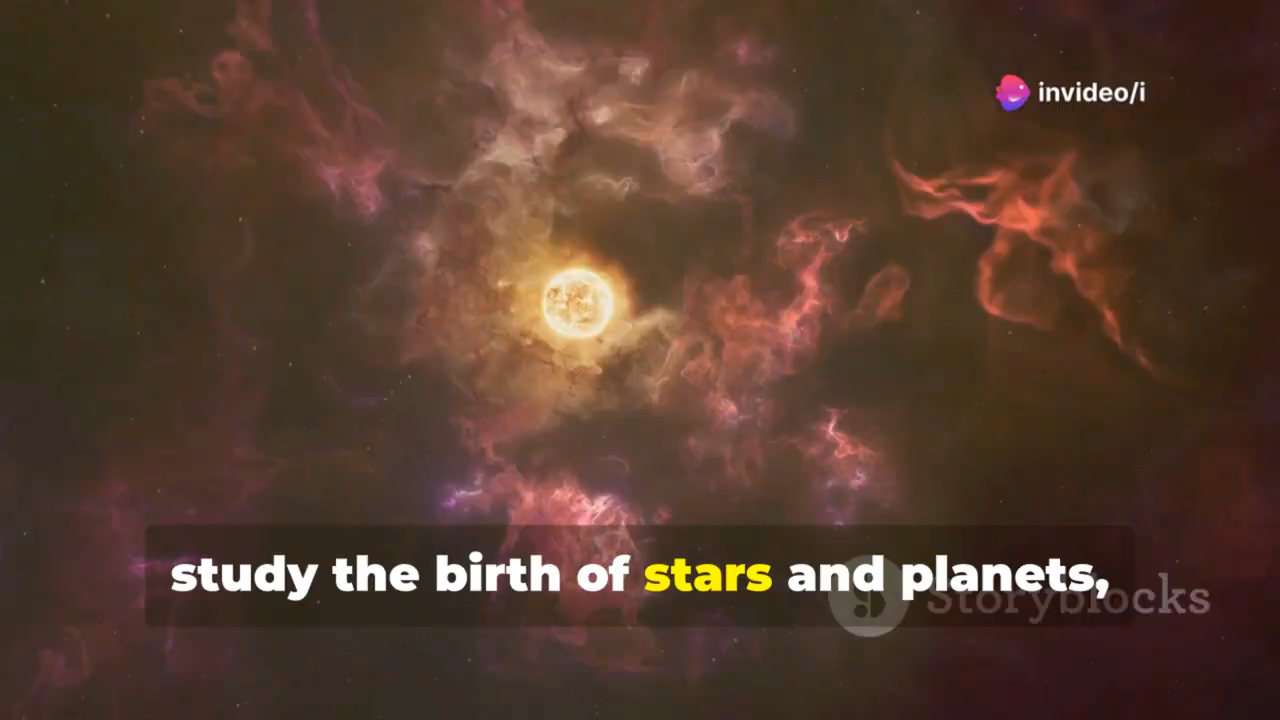 invideo/i
study the birth of stars and planets,
Storyblocks